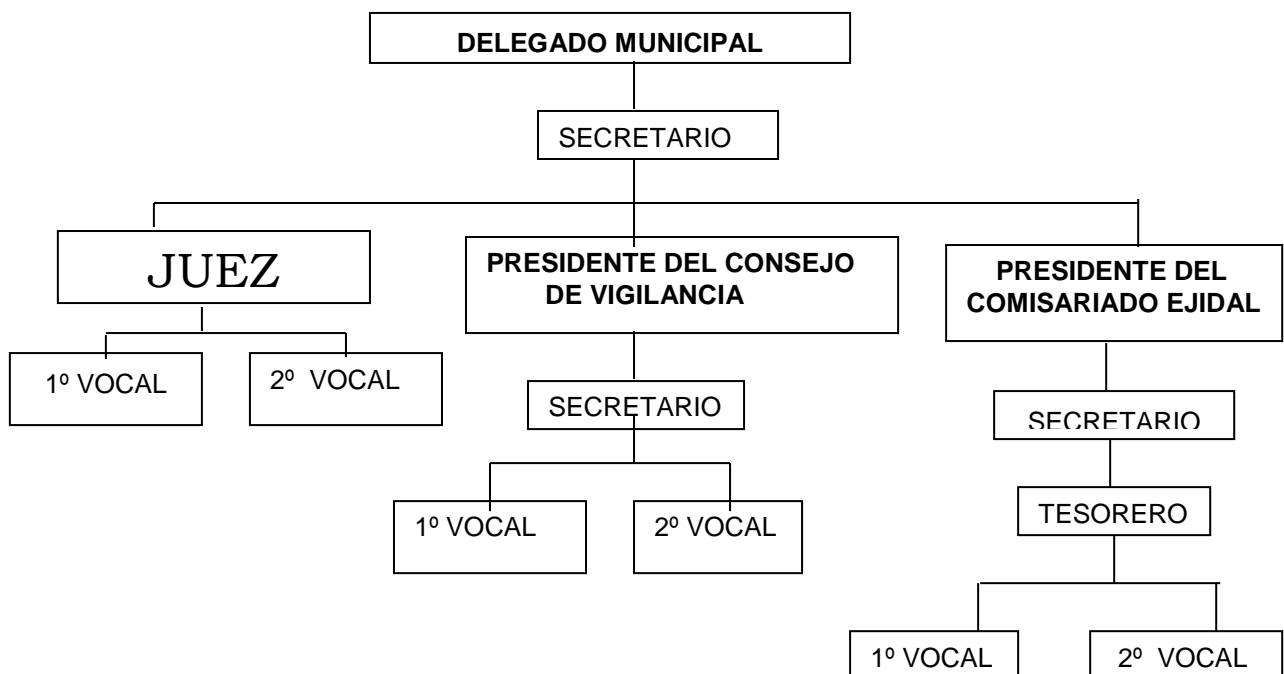 DELEGADO MUNICIPAL
SECRETARIO
JUEZ
PRESIDENTE DEL CONSEJO
DE VIGILANCIA
PRESIDENTE DEL
COMISARIADO EJIDAL
1º VOCAL
2º VOCAL
SECRETARIO
SECRETARIO
1º VOCAL
2º VOCAL
TESORERO
1º VOCAL
2º VOCAL